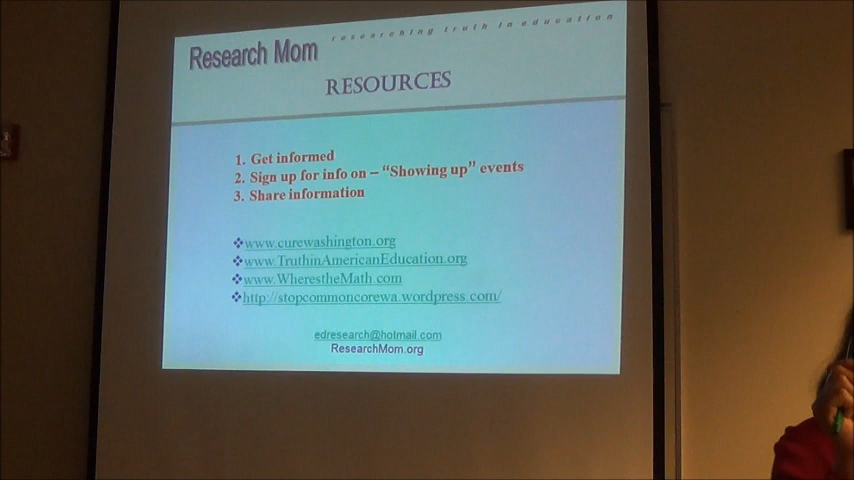 researching truth in education
Research Mom
RESOURCES
1. Get informed
2. Sign up for info on – “Showing up” events
3. Share information
www.curewashington.org
www.TruthinAmericanEducation.org
www.WherestheMath.com
http://stopcommoncorewa.wordpress.com/
edresearch@hotmail.com
ResearchMom.org